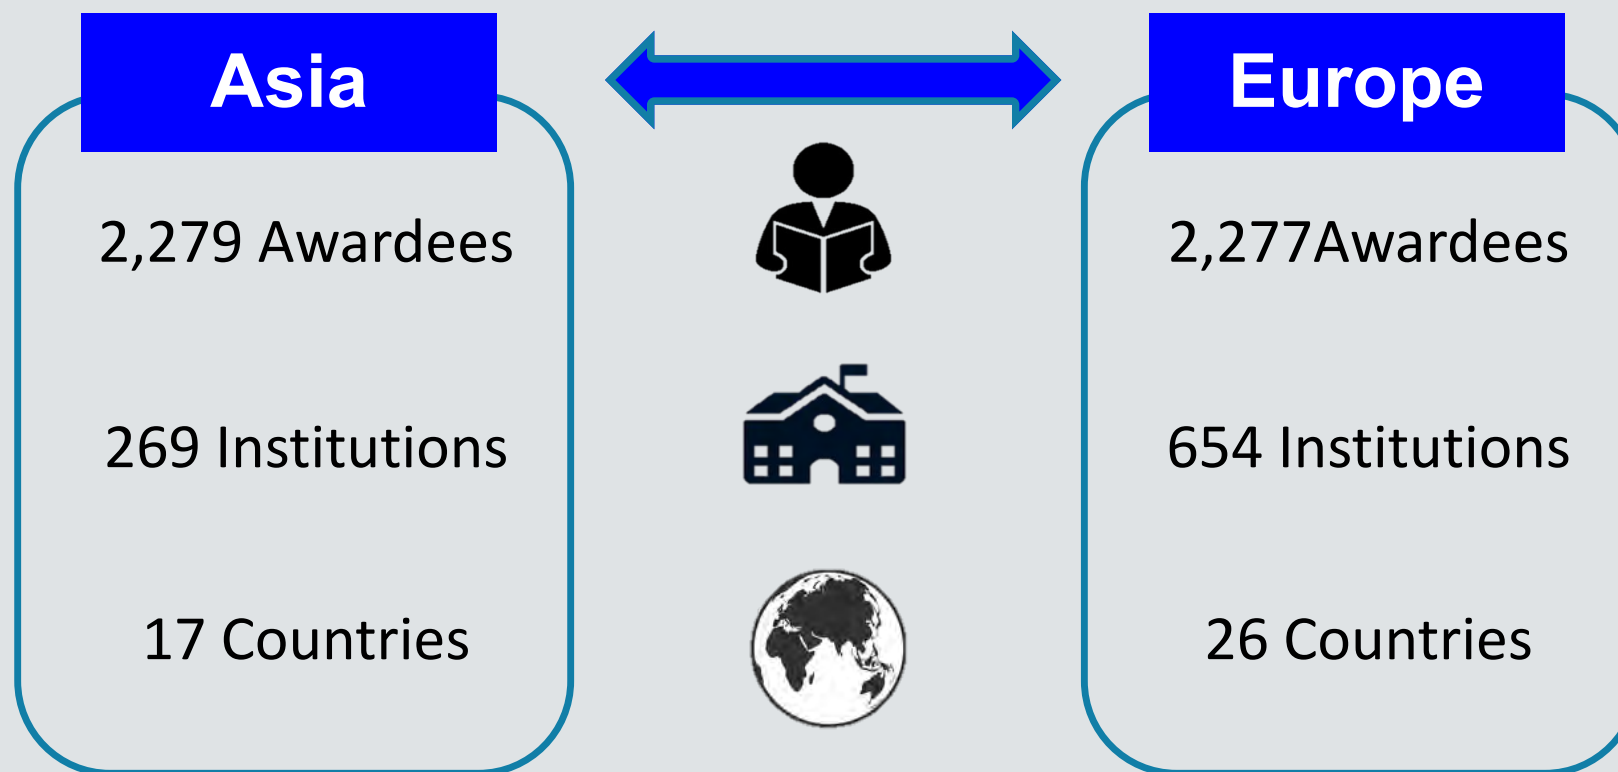 Asia
2,279 Awardees
269 Institutions
17 Countries
Europe
2,277Awardees
654 Institutions
26 Countries